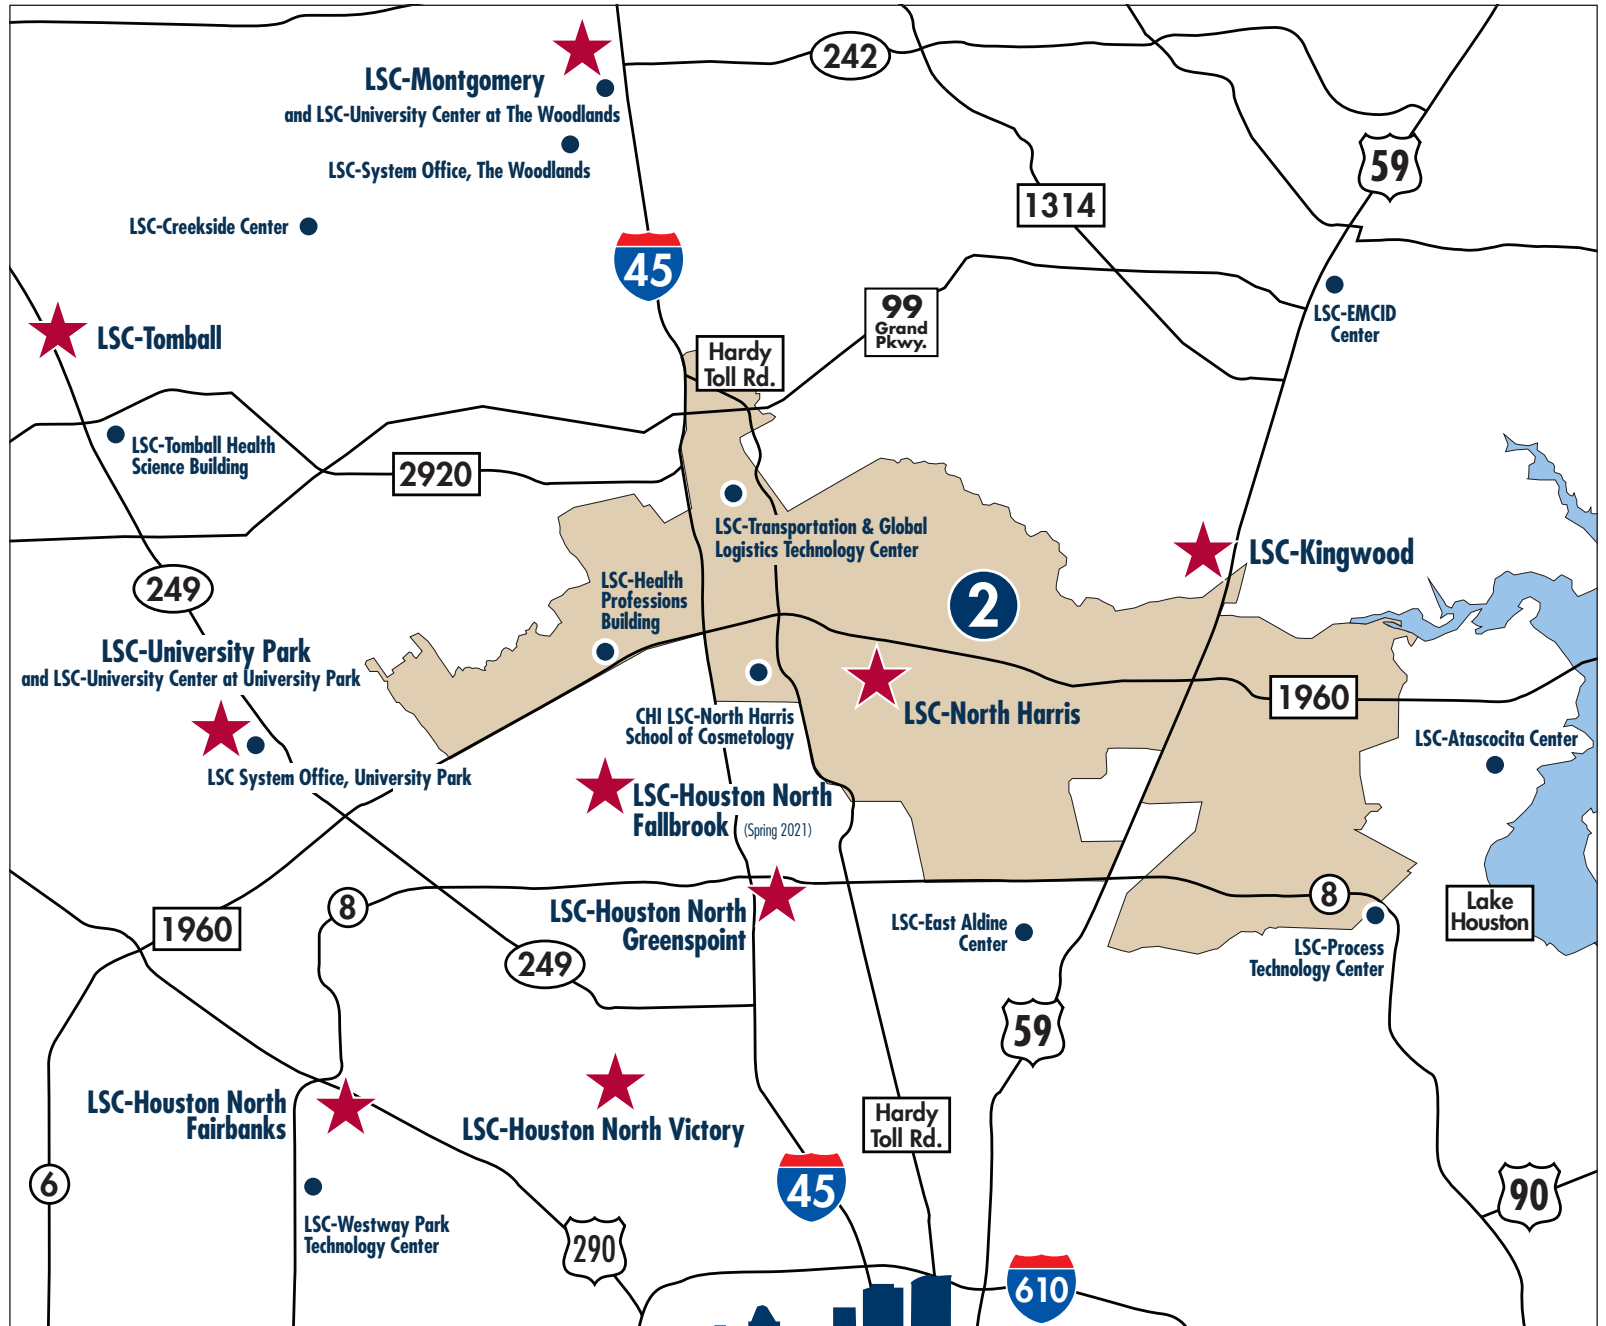 242
LSC-Montgomery
and LSC-University Center at The Woodlands
LSC-System Office, The Woodlands
59
1314
LSC-Creekside Center
45
99
Grand
Pkwy.
LSC-EMCID
Center
LSC-Tomball
Hardy
Toll Rd.
LSC-Tomball Health
Science Building
2920
LSC-Transportation & Global
Logistics Technology Center
LSC-Kingwood
249
LSC-Health
Professions
Building
2
LSC-University Park
and LSC-University Center at University Park
1960
LSC-North Harris
CHI LSC-North Harris
School of Cosmetology
LSC-Atascocita Center
LSC System Office, University Park
LSC-Houston North
Fallbrook (Spring 2021)
8
8
1960
LSC-Houston North
Greenspoint
LSC-East Aldine
Center
Lake
Houston
LSC-Process
Technology Center
249
59
LSC-Houston North
Fairbanks
LSC-Houston North Victory
Hardy
Toll Rd.
6
45
90
LSC-Westway Park
Technology Center
290
610